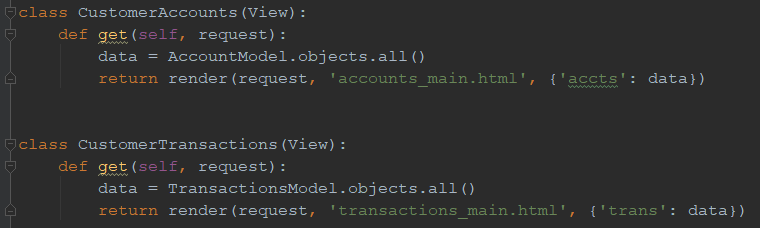 class CustomerAccounts(View):
    def get(self, request):
        data = AccountModel.objects.all()
        return render(request, 'accounts_main.html', {'accts': data})
class CustomerTransactions(View):
    def get(self, request):
        data = TransactionsModel.objects.all()
        return render(request, 'transactions_main.html', {'trans': data})